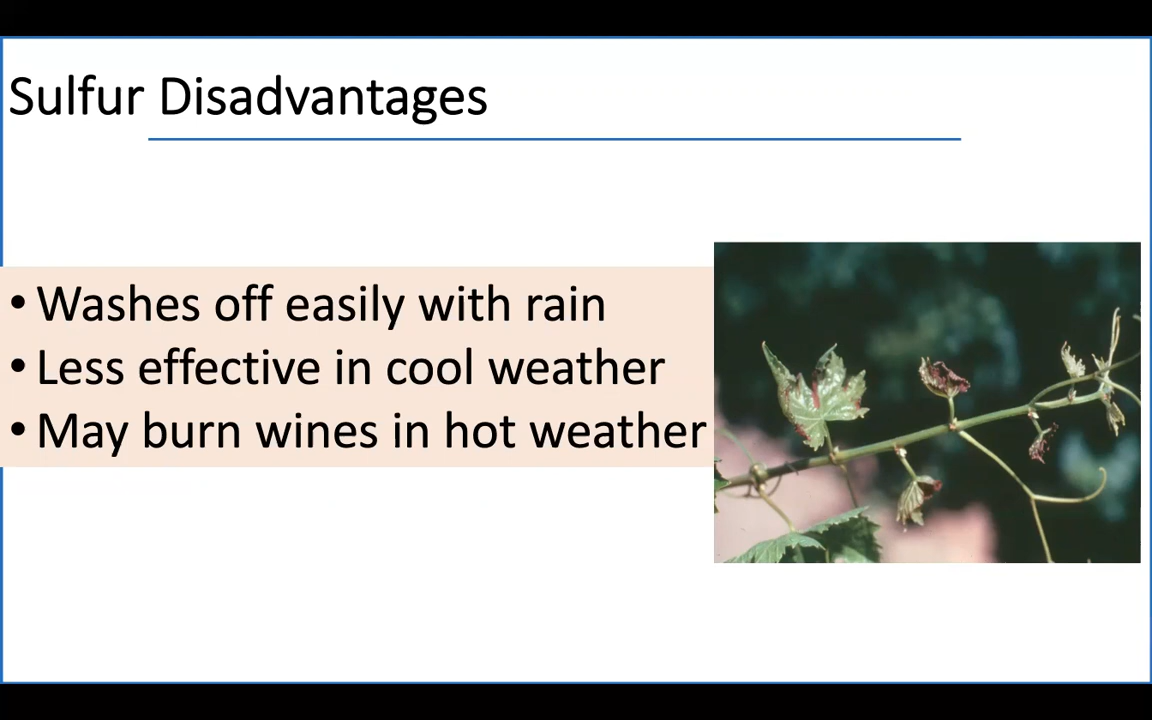 Sulfur Disadvantages
• Washes off easily with rain
• Less effective in cool weather
• May burn wines in hot weather